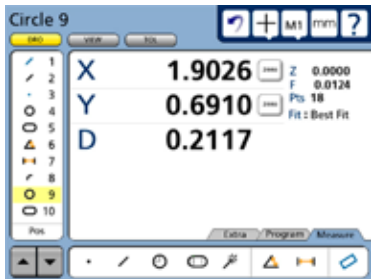 Circle 9
M1 mm ?
DRO VIEW TOL
1
2
3
4
5
6
7
8
9
10
Pos
X 1.9026 Z 0.0000
F 0.0124
Y 0.6910 Pts 18
Fit : Best Fit
D 0.2117
Extra Program Measure